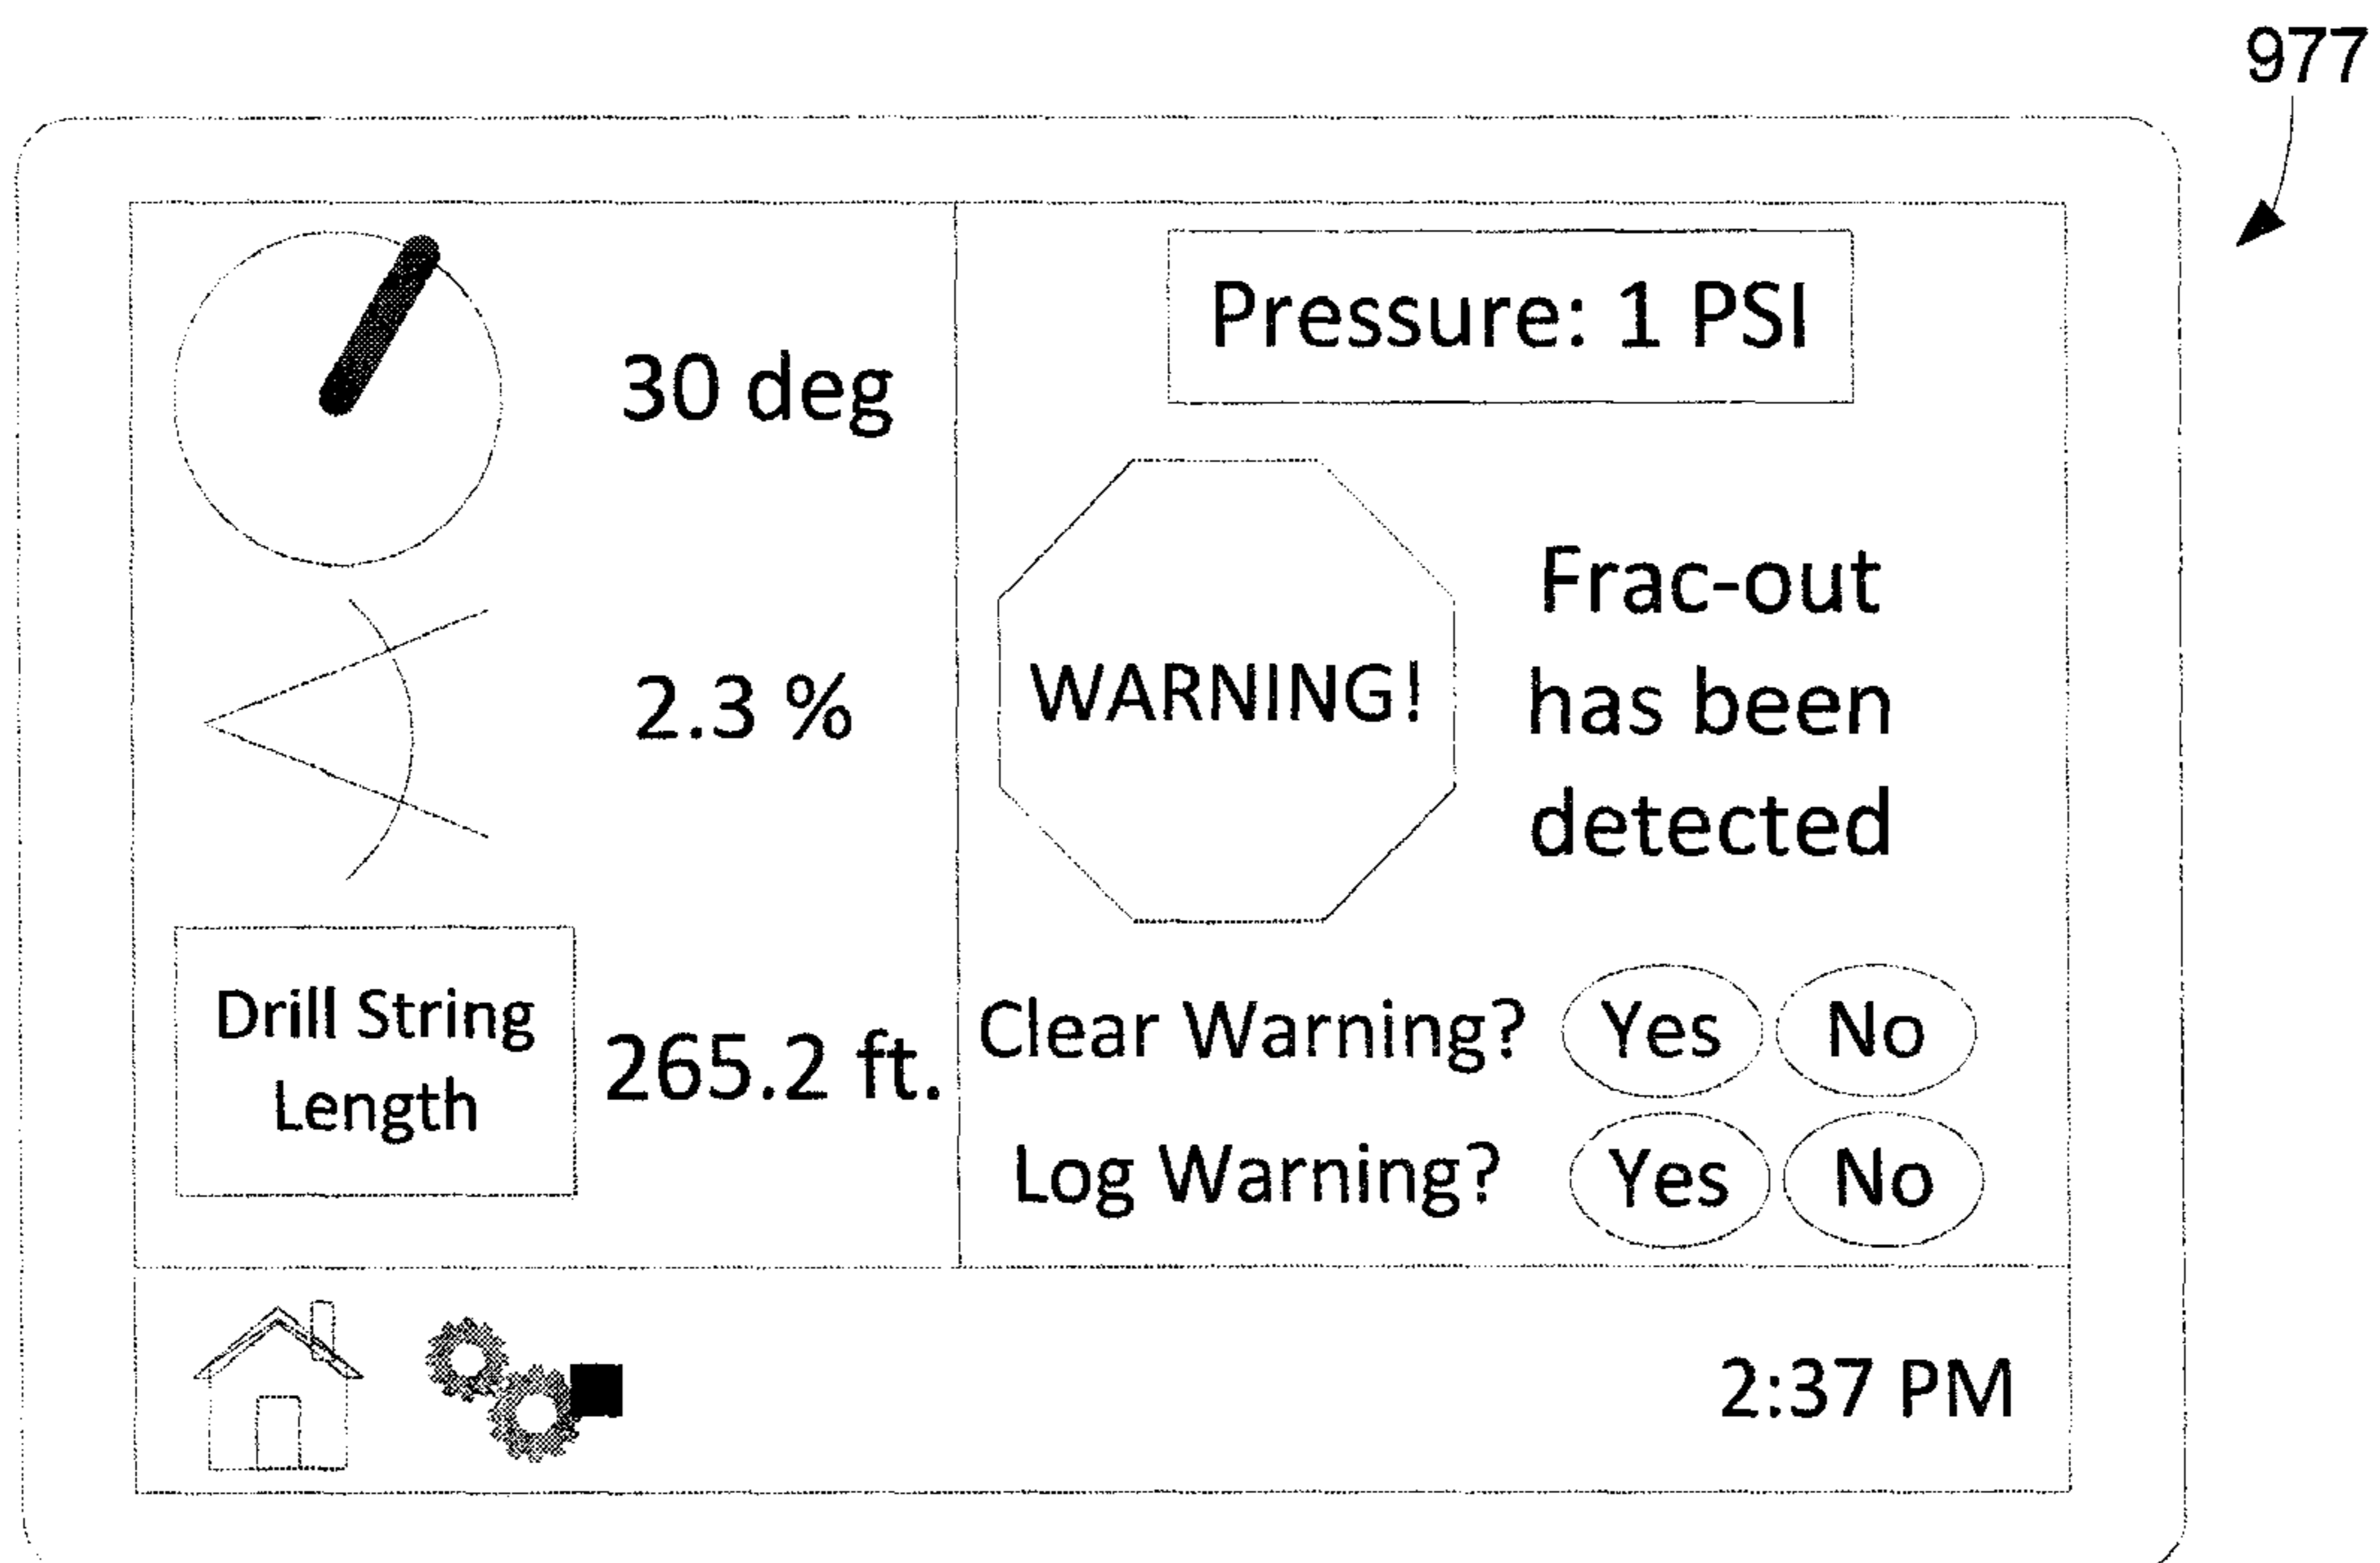 977
30 deg
2.3 %
Drill String
Length
265.2 ft.
Pressure: 1 PSI
WARNING!
Frac-out
has been
detected
Clear Warning? Yes No
Log Warning? Yes No
2:37 PM